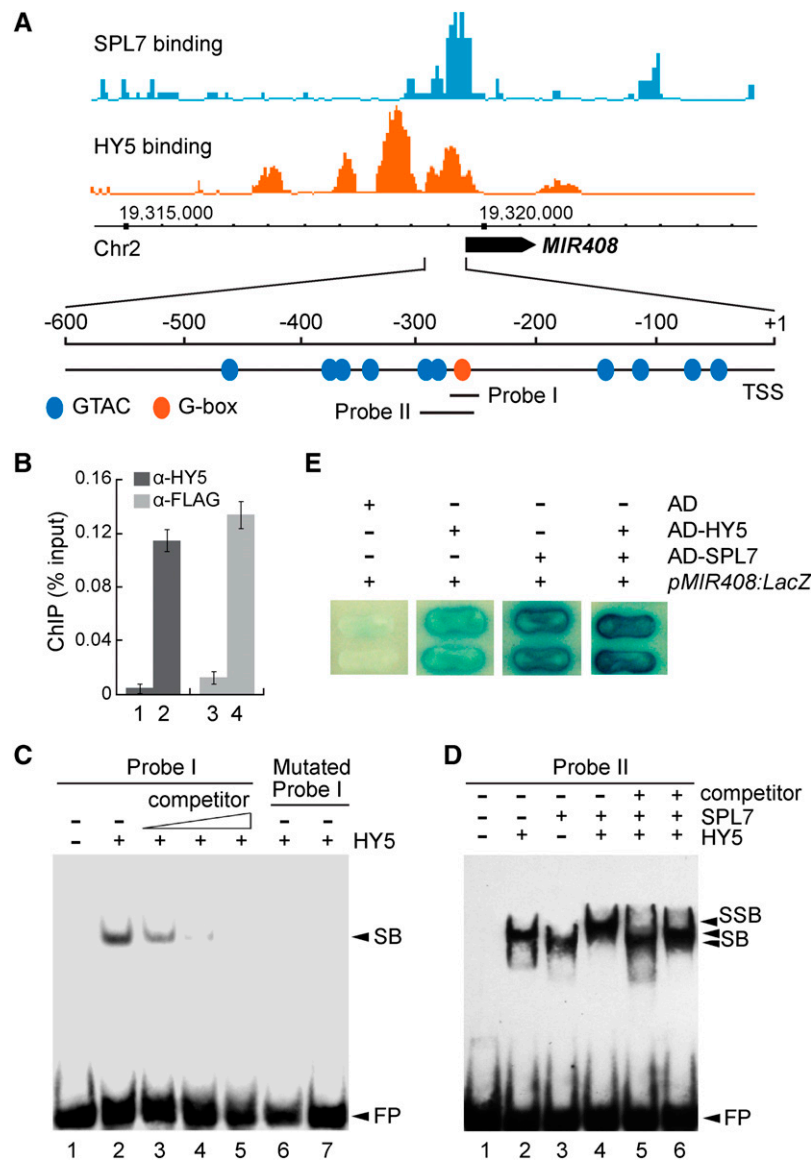 A
SPL7 binding
HY5 binding
19.315.000 19.320.000
Chr2 MIR408
-600 -500 -400 -300 -200 -100 +1
TSS
GTAC G-box
Probe I
Probe II
B
α-HY5
α-FLAG
ChIP (% input)
0.16
0.12
0.08
0.04
0
1 2 3 4
E
+ - - - AD
- + - + AD-HY5
- - + + AD-SPL7
+ + + + pMIR408:LacZ
C
Probe I Mutated Probe I
competitor
- - - -
- + + + + + + HY5
SB
FP
1 2 3 4 5 6 7
D
Probe II
- - - - + + competitor
- - + + + + SPL7
- + - + + + HY5
SSB
SB
FP
1 2 3 4 5 6